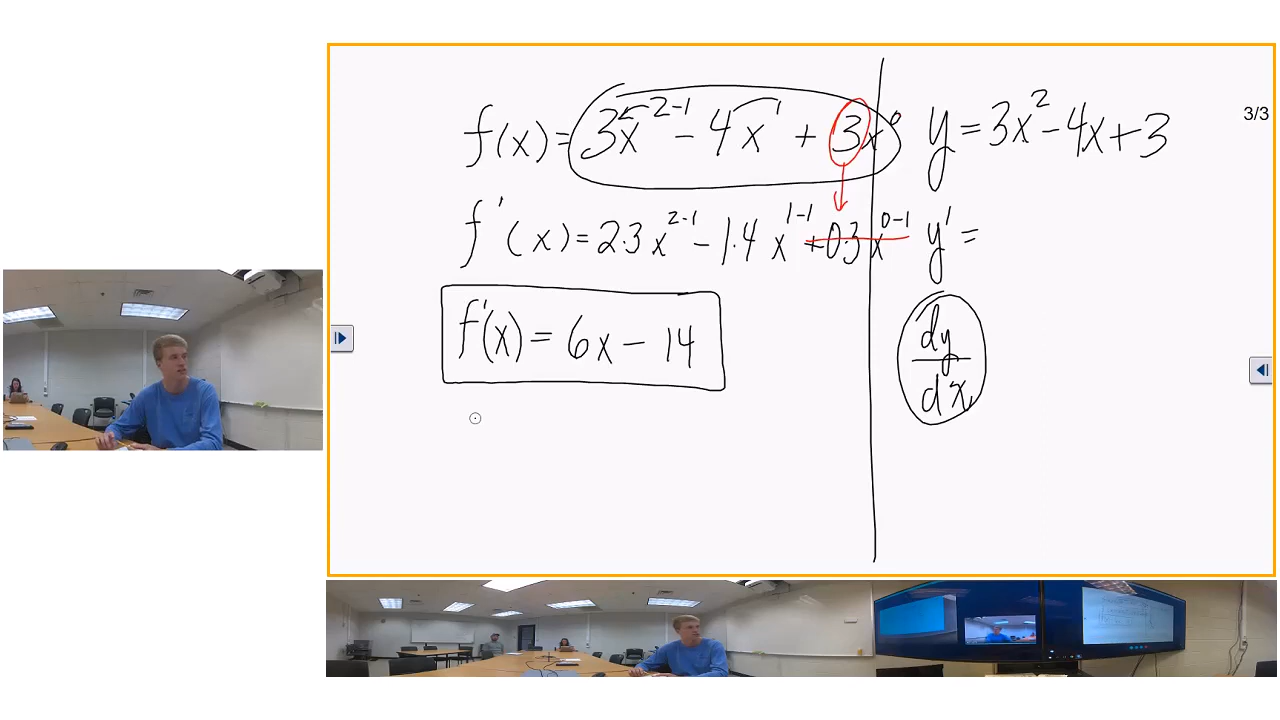 f(x) = 3x^{2-1} - 4x^1 + 3x^0
f'(x) = 2·3x^{2-1} - 1·4x^{1-1} + 0·3x^{0-1}
f'(x) = 6x - 14
y = 3x^2 - 4x + 3
y' =
dy
dx
3/3